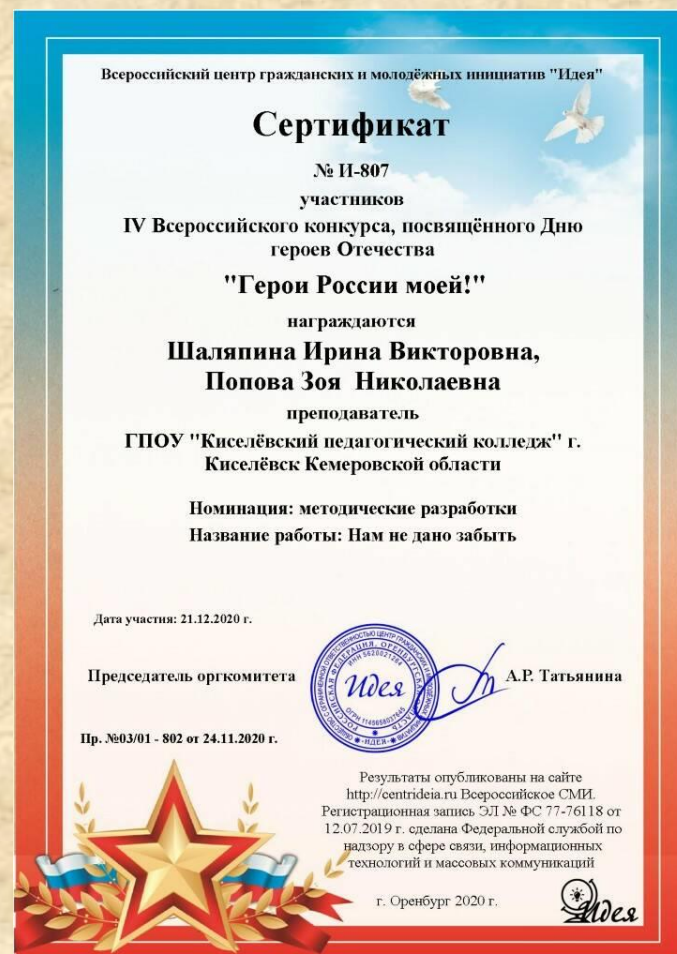 Всероссийский центр гражданских и молодёжных инициатив "Идея"
Сертификат
№ И-807
участников
IV Всероссийского конкурса, посвящённого Дню
героев Отечества
"Герои России моей!"
награждаются
Шаляпина Ирина Викторовна,
Попова Зоя Николаевна
преподаватель
ГПОУ "Киселёвский педагогический колледж" г.
Киселёвск Кемеровской области
Номинация: методические разработки
Название работы: Нам не дано забыть
Дата участия: 21.12.2020 г.
Председатель оргкомитета
Идея
А.Р. Татьянина
Пр. №03/01 - 802 от 24.11.2020 г.
Результаты опубликованы на сайте
http://centrideia.ru Всероссийское СМИ.
Регистрационная запись ЭЛ № ФС 77-76118 от
12.07.2019 г. сделана Федеральной службой по
надзору в сфере связи, информационных
технологий и массовых коммуникаций
г. Оренбург 2020 г.
Идея